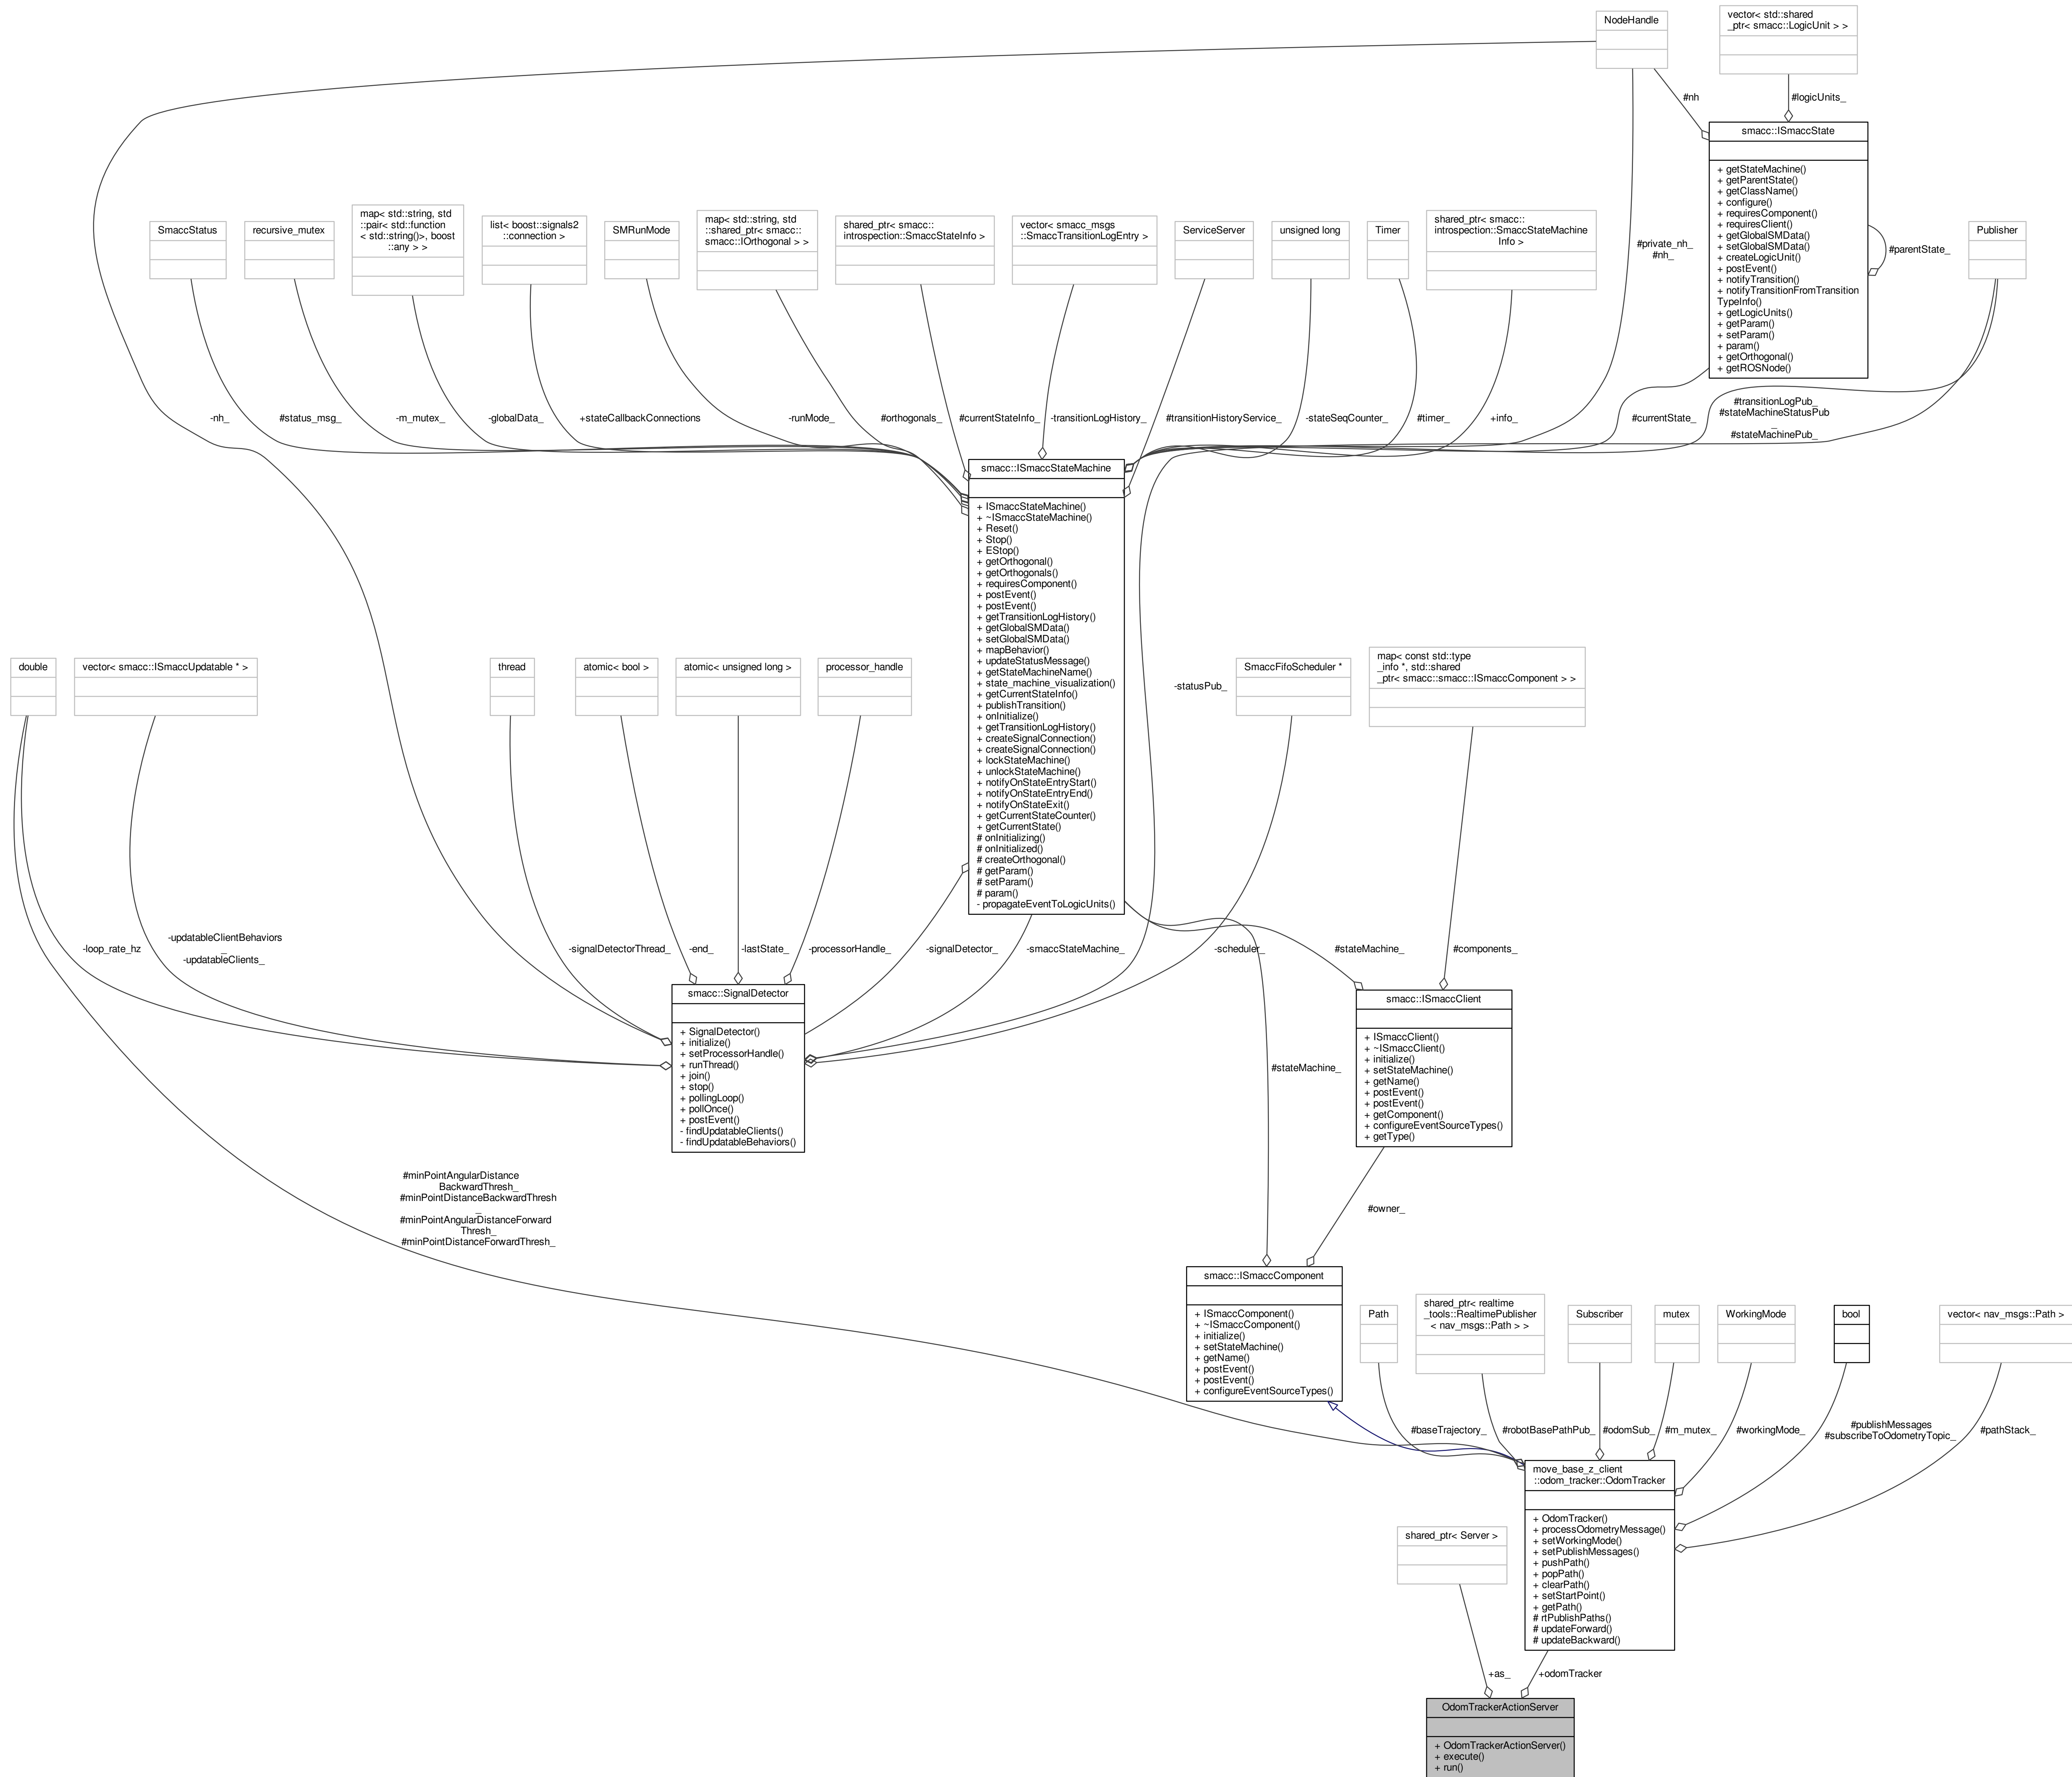 NodeHandle
vector< std::shared
_ptr< smacc::LogicUnit > >
#nh
#logicUnits_
smacc::ISmaccState
+ getStateMachine()
+ getParentState()
+ getClassName()
+ configure()
+ requiresComponent()
+ requiresClient()
+ getGlobalSMData()
+ setGlobalSMData()
+ createLogicUnit()
+ postEvent()
+ notifyTransition()
+ notifyTransitionFromTransition
TypeInfo()
+ getLogicUnits()
+ getParam()
+ setParam()
+ param()
+ getOrthogonal()
+ getROSNode()
#parentState_
SmaccStatus
recursive_mutex
map< std::string, std
::pair< std::function
< std::string()>, boost
::any > >
list< boost::signals2
::connection >
SMRunMode
map< std::string, std
::shared_ptr< smacc::
smacc::IOrthogonal > >
shared_ptr< smacc::
introspection::SmaccStateInfo >
vector< smacc_msgs
::SmaccTransitionLogEntry >
ServiceServer
unsigned long
Timer
shared_ptr< smacc::
introspection::SmaccStateMachine
Info >
#private_nh_
#nh_
Publisher
-nh_
#status_msg_
-m_mutex_
-globalData_
+stateCallbackConnections
-runMode_
#orthogonals_
#currentStateInfo_
-transitionLogHistory_
#transitionHistoryService_
-stateSeqCounter_
#timer_
+info_
#currentState_
#transitionLogPub_
#stateMachineStatusPub
_
#stateMachinePub_
smacc::ISmaccStateMachine
+ ISmaccStateMachine()
+ ~ISmaccStateMachine()
+ Reset()
+ Stop()
+ EStop()
+ getOrthogonal()
+ getOrthogonals()
+ requiresComponent()
+ postEvent()
+ postEvent()
+ getTransitionLogHistory()
+ getGlobalSMData()
+ setGlobalSMData()
+ mapBehavior()
+ updateStatusMessage()
+ getStateMachineName()
+ state_machine_visualization()
+ getCurrentStateInfo()
+ publishTransition()
+ onInitialize()
+ getTransitionLogHistory()
+ createSignalConnection()
+ createSignalConnection()
+ lockStateMachine()
+ unlockStateMachine()
+ notifyOnStateEntryStart()
+ notifyOnStateEntryEnd()
+ notifyOnStateExit()
+ getCurrentStateCounter()
+ getCurrentState()
# onInitializing()
# onInitialized()
# createOrthogonal()
# getParam()
# setParam()
# param()
- propagateEventToLogicUnits()
double
vector< smacc::ISmaccUpdatable * >
thread
atomic< bool >
atomic< unsigned long >
processor_handle
-statusPub_
SmaccFifoScheduler *
map< const std::type
_info *, std::shared
_ptr< smacc::smacc::ISmaccComponent > >
-loop_rate_hz
-updatableClientBehaviors
_
-updatableClients_
-signalDetectorThread_
-end_
-lastState_
-processorHandle_
-signalDetector_
-smaccStateMachine_
-scheduler_
#stateMachine_
#components_
smacc::SignalDetector
+ SignalDetector()
+ initialize()
+ setProcessorHandle()
+ runThread()
+ join()
+ stop()
+ pollingLoop()
+ pollOnce()
+ postEvent()
- findUpdatableClients()
- findUpdatableBehaviors()
smacc::ISmaccClient
+ ISmaccClient()
+ ~ISmaccClient()
+ initialize()
+ setStateMachine()
+ getName()
+ postEvent()
+ postEvent()
+ getComponent()
+ configureEventSourceTypes()
+ getType()
#stateMachine_
#minPointAngularDistance
BackwardThresh_
#minPointDistanceBackwardThresh
_
#minPointAngularDistanceForward
Thresh_
#minPointDistanceForwardThresh_
#owner_
smacc::ISmaccComponent
+ ISmaccComponent()
+ ~ISmaccComponent()
+ initialize()
+ setStateMachine()
+ getName()
+ postEvent()
+ postEvent()
+ configureEventSourceTypes()
Path
shared_ptr< realtime
_tools::RealtimePublisher
< nav_msgs::Path > >
Subscriber
mutex
WorkingMode
bool
vector< nav_msgs::Path >
#baseTrajectory_
#robotBasePathPub_
#odomSub_
#m_mutex_
#workingMode_
#publishMessages
#subscribeToOdometryTopic_
#pathStack_
move_base_z_client
::odom_tracker::OdomTracker
+ OdomTracker()
+ processOdometryMessage()
+ setWorkingMode()
+ setPublishMessages()
+ pushPath()
+ popPath()
+ clearPath()
+ setStartPoint()
+ getPath()
# rtPublishPaths()
# updateForward()
# updateBackward()
shared_ptr< Server >
+as_
+odomTracker
OdomTrackerActionServer
+ OdomTrackerActionServer()
+ execute()
+ run()